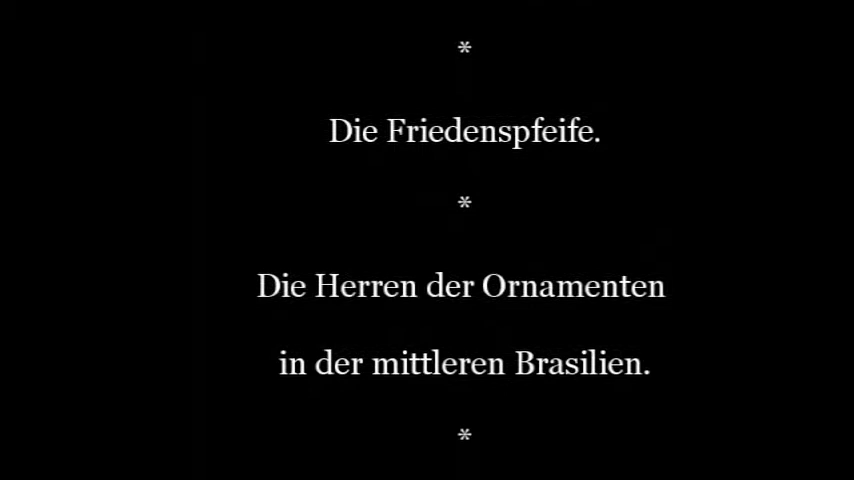 *
Die Friedenspfeife.
*
Die Herren der Ornamenten
in der mittleren Brasilien.
*